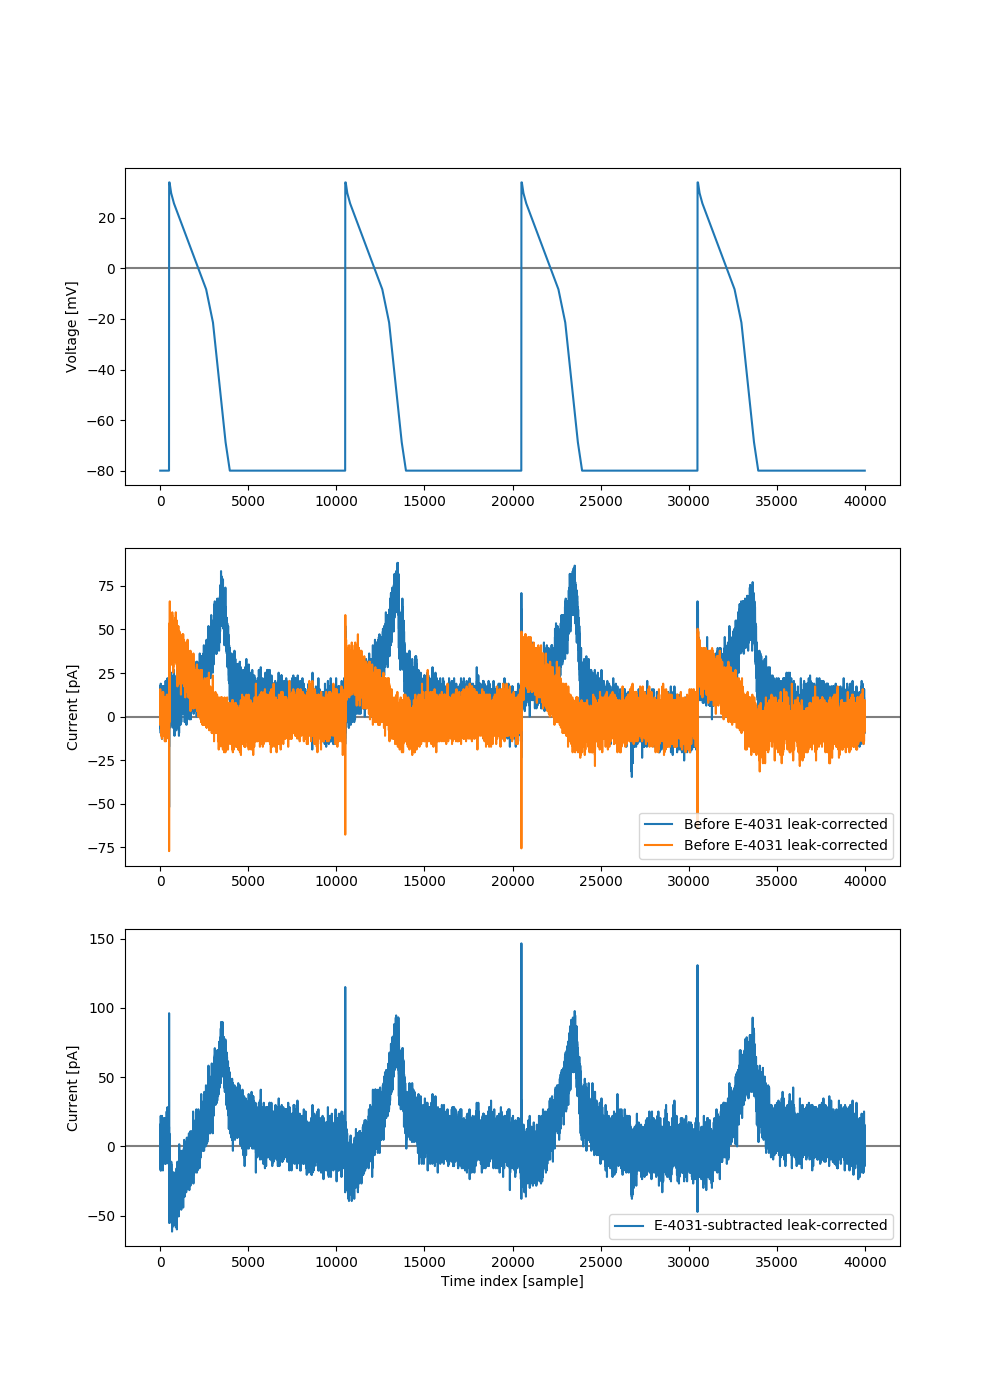 20
0
−20
−40
−60
−80
Voltage [mV]
0 5000 10000 15000 20000 25000 30000 35000 40000
75
50
25
0
−25
−50
−75
Current [pA]
Before E-4031 leak-corrected
Before E-4031 leak-corrected
0 5000 10000 15000 20000 25000 30000 35000 40000
150
100
50
0
−50
Current [pA]
E-4031-subtracted leak-corrected
0 5000 10000 15000 20000 25000 30000 35000 40000
Time index [sample]